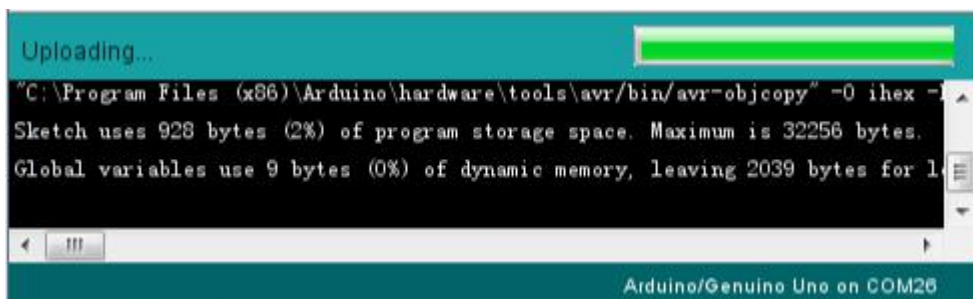 Uploading...
"C:\Program Files (x86)\Arduino\hardware\tools\avr/bin/avr-objcopy" -O ihex -
Sketch uses 928 bytes (2%) of program storage space. Maximum is 32256 bytes.
Global variables use 9 bytes (0%) of dynamic memory, leaving 2039 bytes for l
Arduino/Genuino Uno on COM26